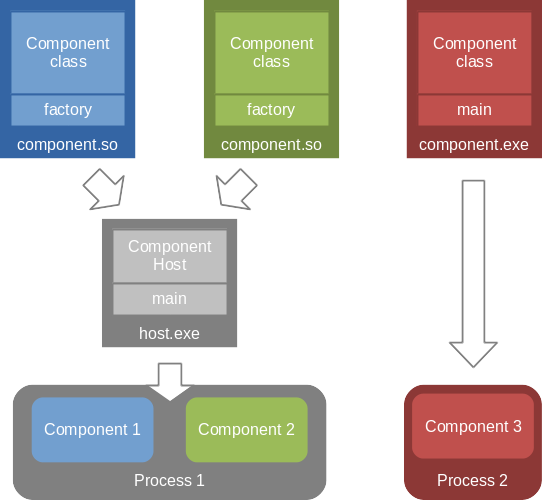 Component
class
factory
component.so
Component
class
factory
component.so
Component
class
main
component.exe
Component
Host
main
host.exe
Component 1
Component 2
Process 1
Component 3
Process 2